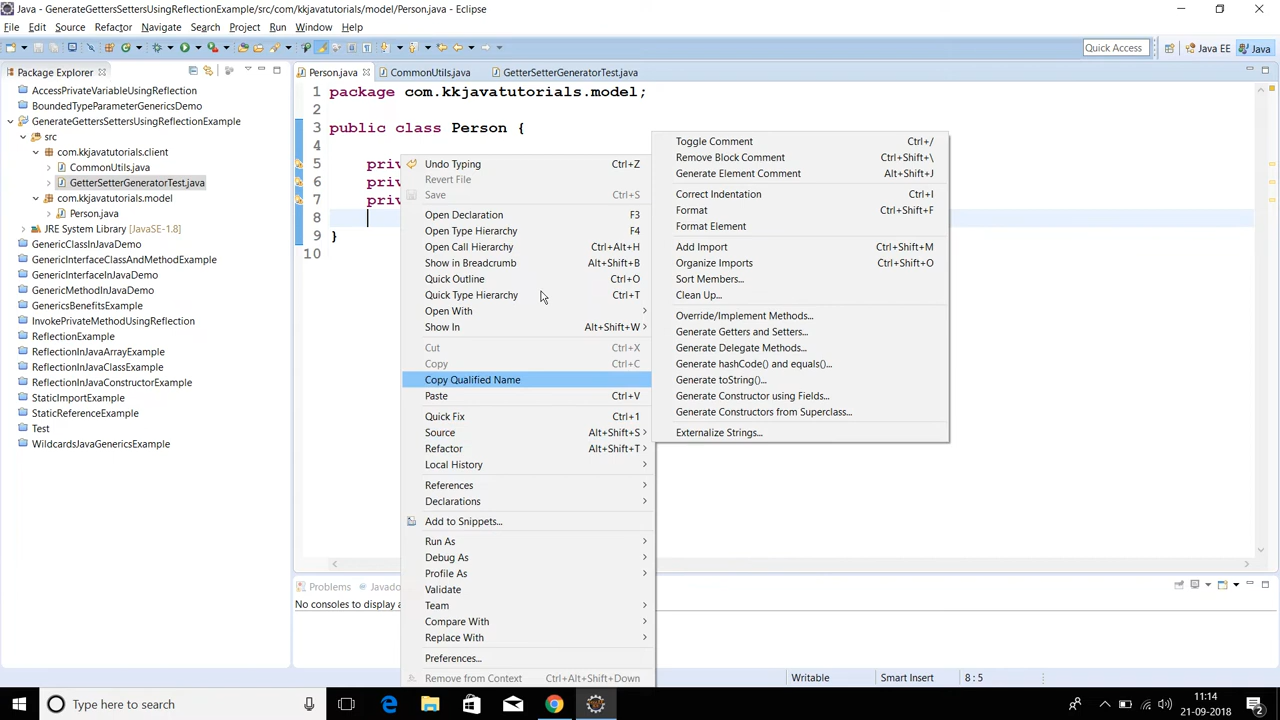 Java - GenerateGettersSettersUsingReflectionExample/src/com/kkjavatutorials/model/Person.java - Eclipse
File Edit Source Refactor Navigate Search Project Run Window Help
Quick Access Java EE Java
Package Explorer
AccessPrivateVariableUsingReflection
BoundedTypeParameterGenericsDemo
GenerateGettersSettersUsingReflectionExample
src
com.kkjavatutorials.client
CommonUtils.java
GetterSetterGeneratorTest.java
com.kkjavatutorials.model
Person.java
JRE System Library [JavaSE-1.8]
GenericClassInJavaDemo
GenericInterfaceClassAndMethodExample
GenericInterfaceInJavaDemo
GenericMethodInJavaDemo
GenericsBenefitsExample
InvokePrivateMethodUsingReflection
ReflectionExample
ReflectionInJavaArrayExample
ReflectionInJavaClassExample
ReflectionInJavaConstructorExample
StaticImportExample
StaticReferenceExample
Test
WildcardsJavaGenericsExample
Person.java CommonUtils.java GetterSetterGeneratorTest.java
1 package com.kkjavatutorials.model;
2
3 public class Person {
4
5 priv
6 priv
7 priv
8
9 }
10
Undo Typing Ctrl+Z
Revert File
Save Ctrl+S
Open Declaration F3
Open Type Hierarchy F4
Open Call Hierarchy Ctrl+Alt+H
Show in Breadcrumb Alt+Shift+B
Quick Outline Ctrl+O
Quick Type Hierarchy Ctrl+T
Open With
Show In Alt+Shift+W
Cut Ctrl+X
Copy Ctrl+C
Copy Qualified Name
Paste Ctrl+V
Quick Fix Ctrl+1
Source Alt+Shift+S
Refactor Alt+Shift+T
Local History
References
Declarations
Add to Snippets...
Run As
Debug As
Profile As
Validate
Team
Compare With
Replace With
Preferences...
Remove from Context Ctrl+Alt+Shift+Down
Toggle Comment Ctrl+/
Remove Block Comment Ctrl+Shift+\
Generate Element Comment Alt+Shift+J
Correct Indentation Ctrl+I
Format Ctrl+Shift+F
Format Element
Add Import Ctrl+Shift+M
Organize Imports Ctrl+Shift+O
Sort Members...
Clean Up...
Override/Implement Methods...
Generate Getters and Setters...
Generate Delegate Methods...
Generate hashCode() and equals()...
Generate toString()...
Generate Constructor using Fields...
Generate Constructors from Superclass...
Externalize Strings...
Problems Javadoc
No consoles to display a
Writable Smart Insert 8 : 5
Type here to search
11:14
21-09-2018
2